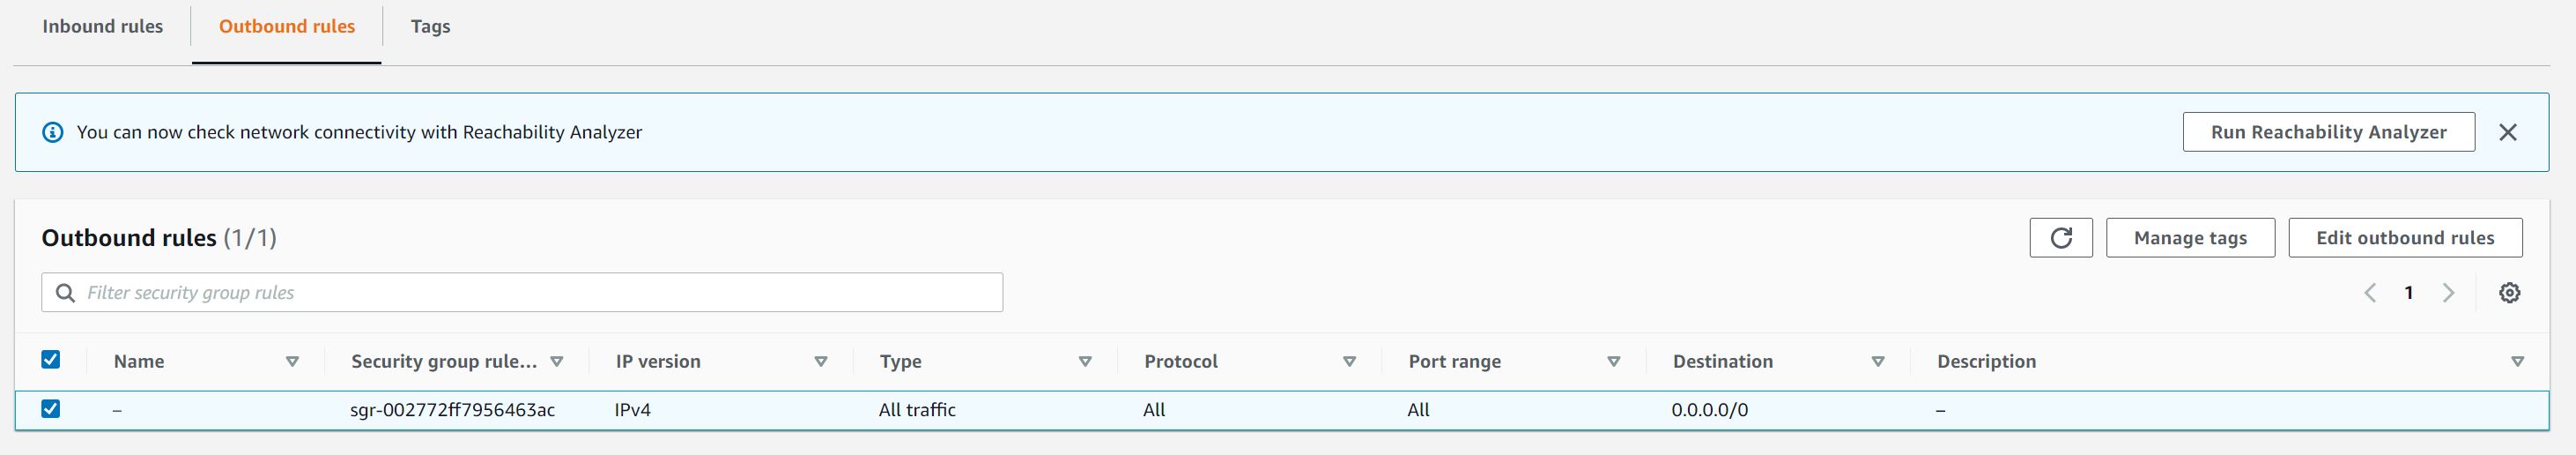 Inbound rules Outbound rules Tags
You can now check network connectivity with Reachability Analyzer Run Reachability Analyzer
Outbound rules (1/1) Manage tags Edit outbound rules
Filter security group rules 1
Name Security group rule... IP version Type Protocol Port range Destination Description
– sgr-002772ff7956463ac IPv4 All traffic All All 0.0.0.0/0 –